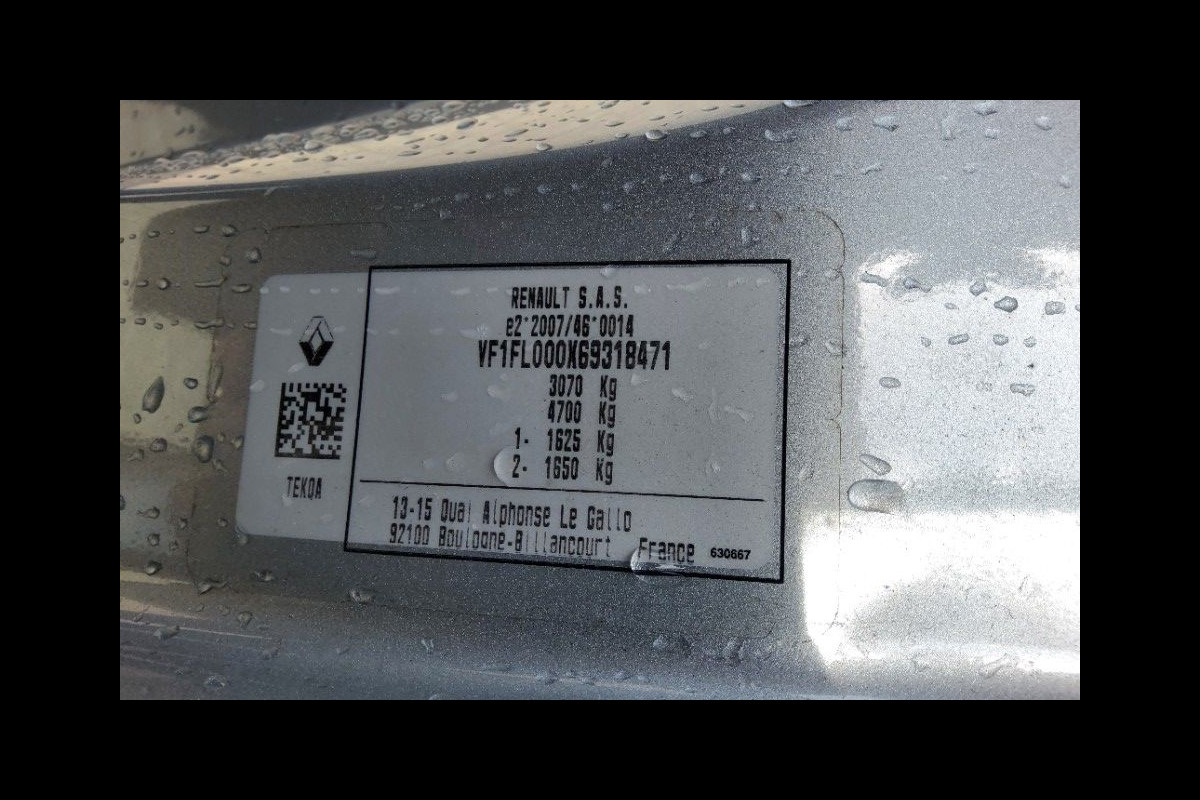 RENAULT S.A.S.
e2*2007/46*0014
VF1FL000X69318471
3070 Kg
4700 Kg
1- 1625 Kg
2- 1650 Kg
TEKQA
13-15 Quai Alphonse Le Gallo
92100 Boulogne-Billancourt France 630667